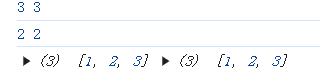 3 3
2 2
▶ (3) [1, 2, 3] ▶ (3) [1, 2, 3]